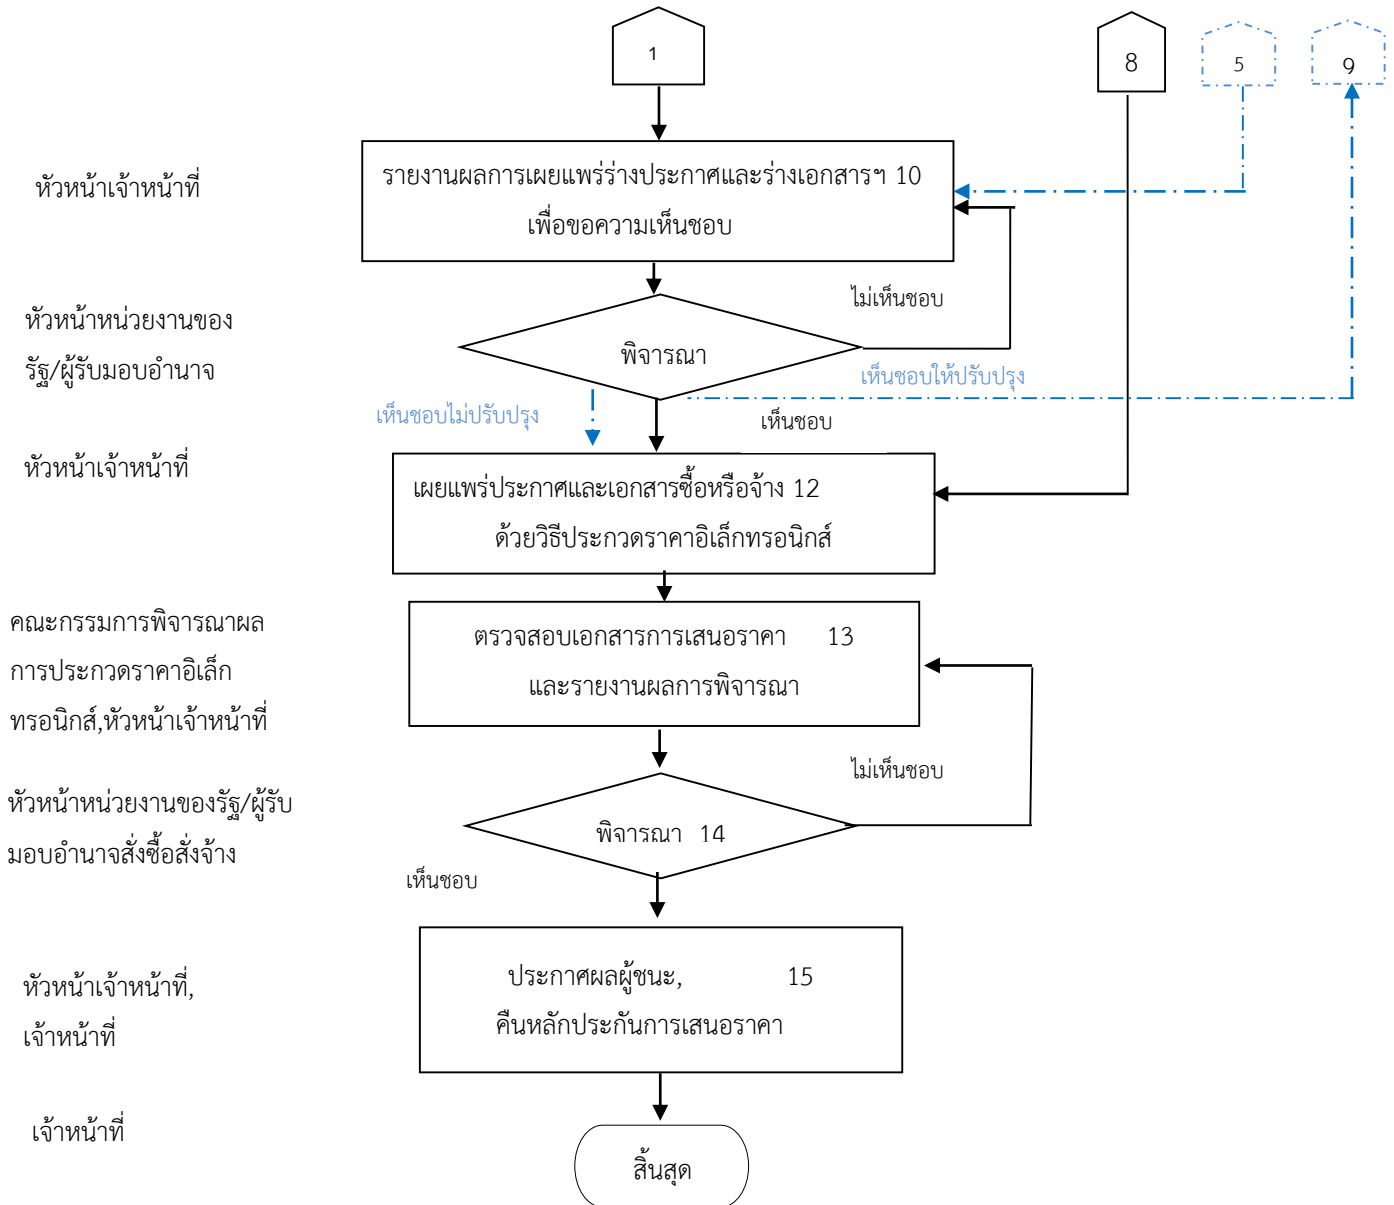 1
8
5
9
หัวหน้าเจ้าหน้าที่
รายงานผลการเผยแพร่ร่างประกาศและร่างเอกสารฯ 10
เพื่อขอความเห็นชอบ
ไม่เห็นชอบ
หัวหน้าหน่วยงานของ
รัฐ/ผู้รับมอบอำนาจ
พิจารณา
เห็นชอบให้ปรับปรุง
เห็นชอบไม่ปรับปรุง
เห็นชอบ
หัวหน้าเจ้าหน้าที่
เผยแพร่ประกาศและเอกสารซื้อหรือจ้าง 12
ด้วยวิธีประกวดราคาอิเล็กทรอนิกส์
คณะกรรมการพิจารณาผล
การประกวดราคาอิเล็ก
ทรอนิกส์,หัวหน้าเจ้าหน้าที่
ตรวจสอบเอกสารการเสนอราคา 13
และรายงานผลการพิจารณา
ไม่เห็นชอบ
หัวหน้าหน่วยงานของรัฐ/ผู้รับ
มอบอำนาจสั่งซื้อสั่งจ้าง
พิจารณา 14
เห็นชอบ
หัวหน้าเจ้าหน้าที่,
เจ้าหน้าที่
ประกาศผลผู้ชนะ, 15
คืนหลักประกันการเสนอราคา
เจ้าหน้าที่
สิ้นสุด